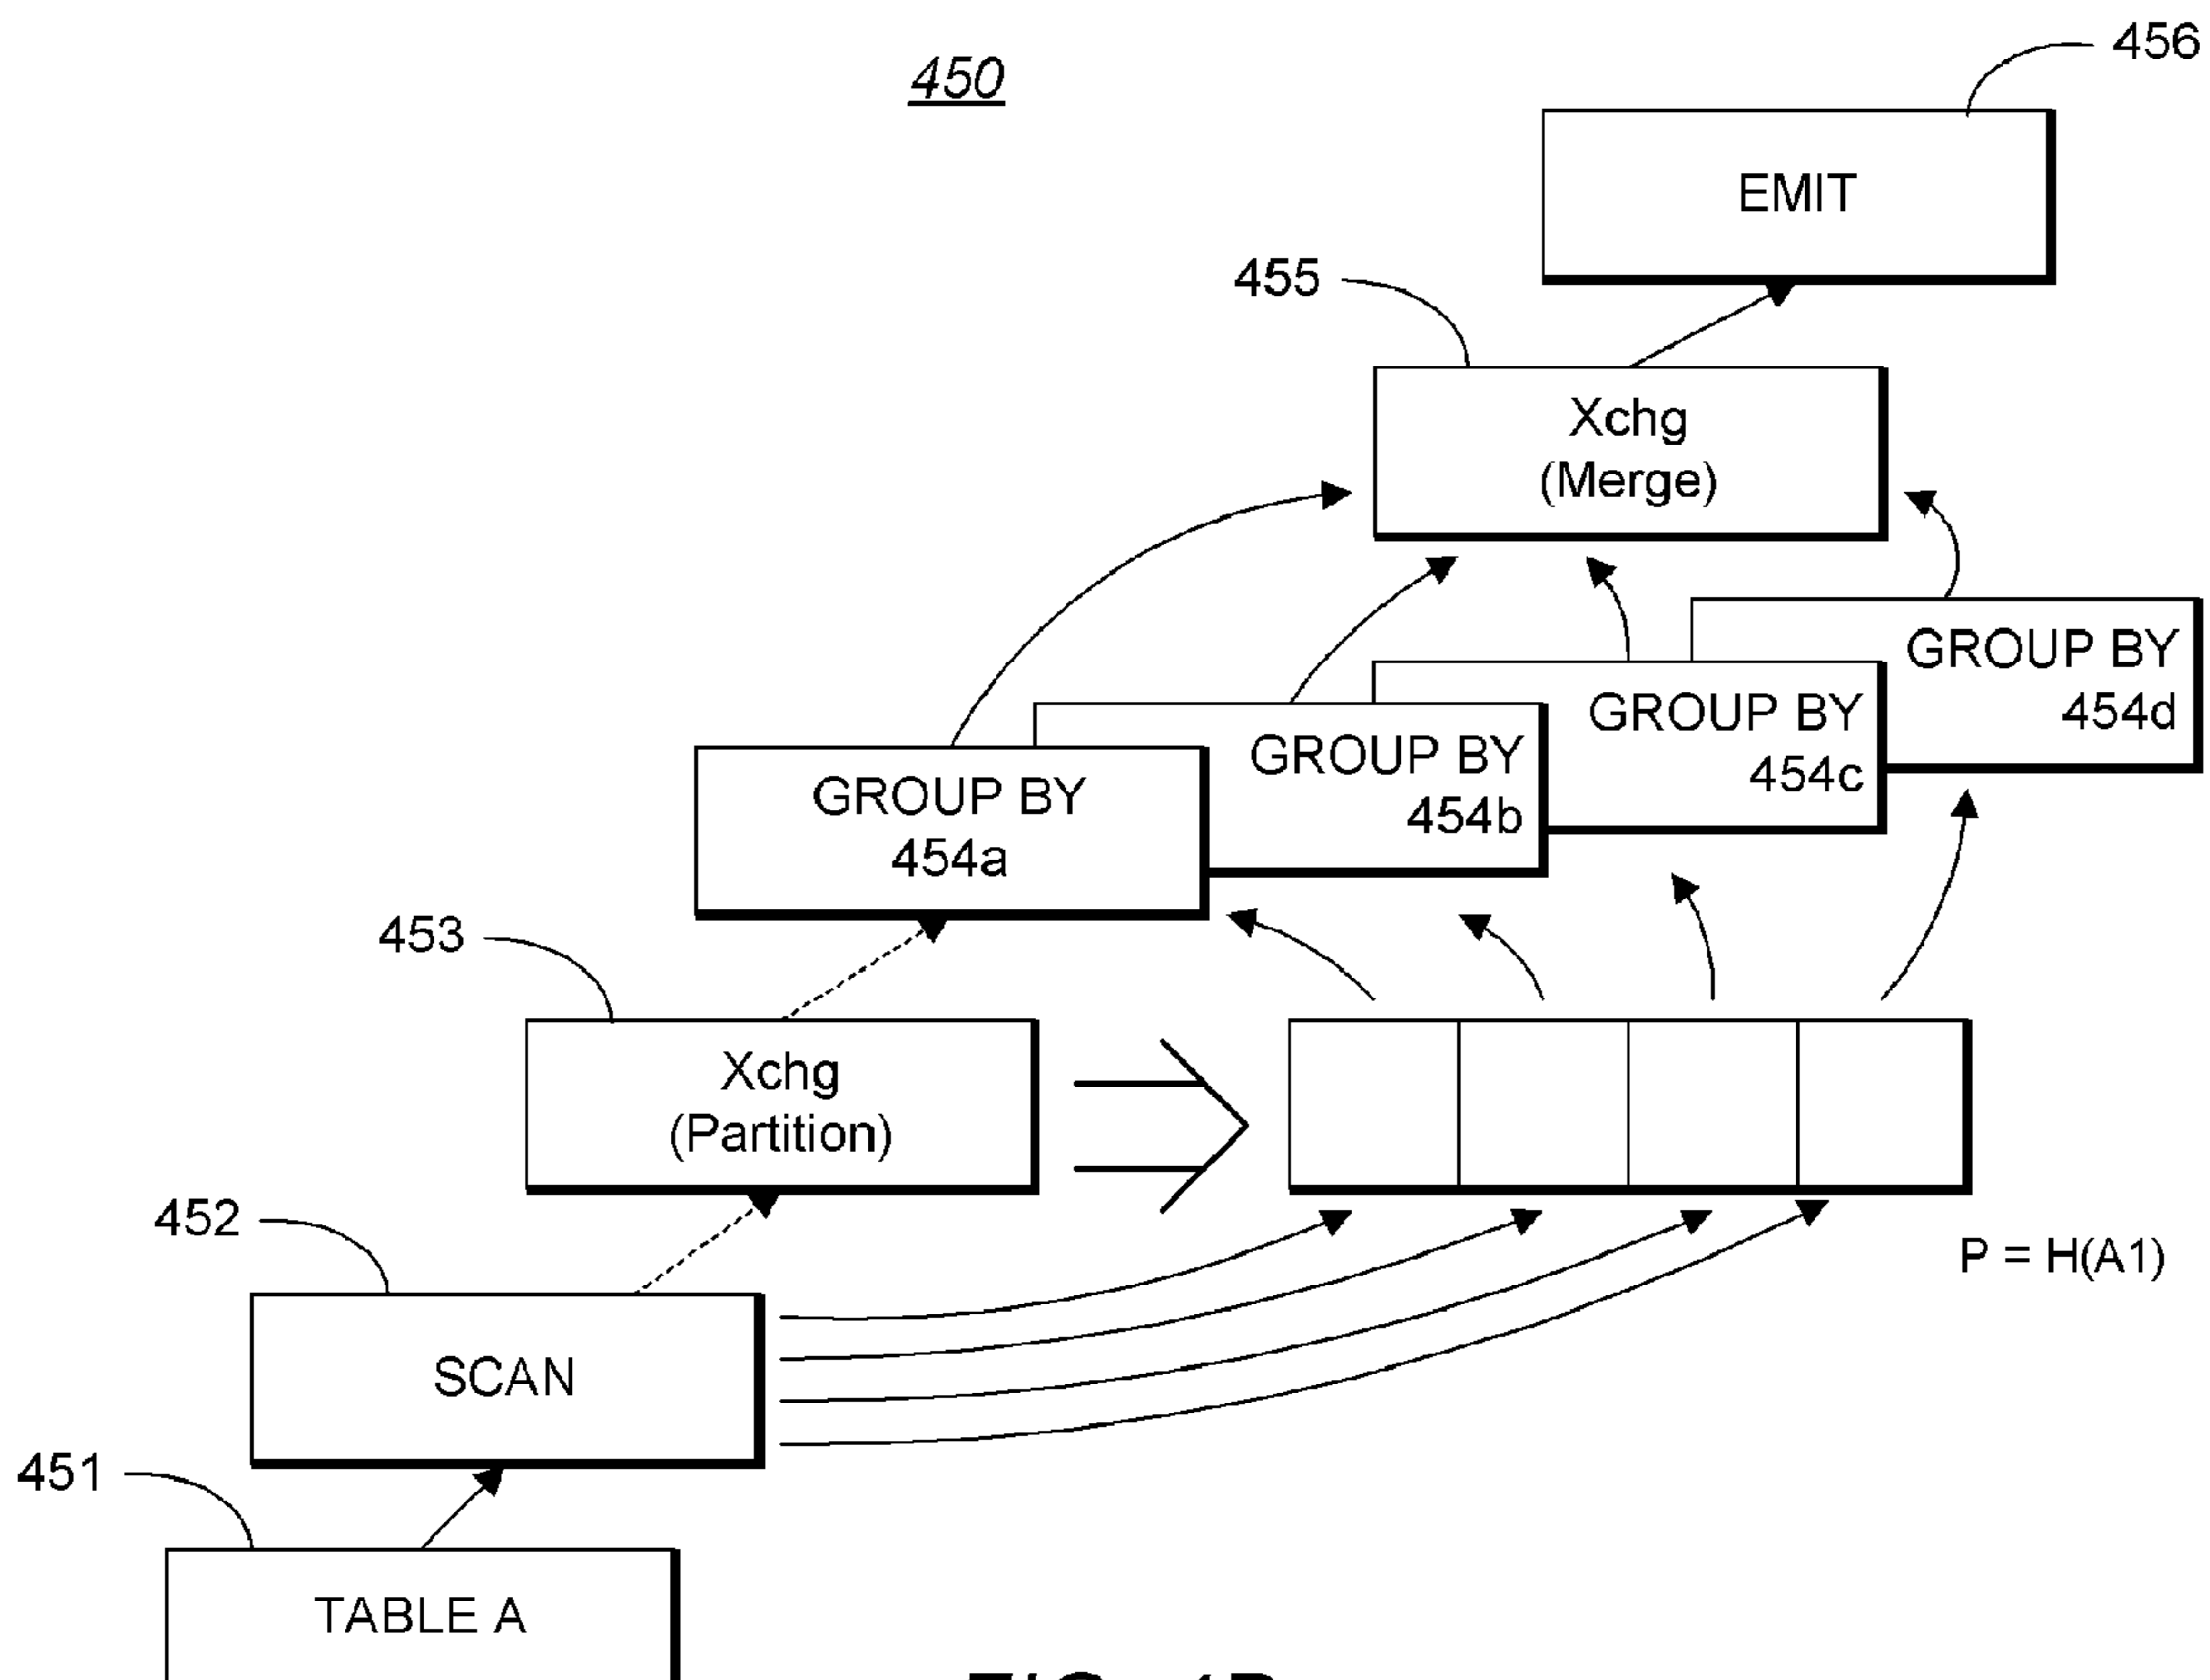 450
456
EMIT
455
Xchg
(Merge)
GROUP BY
454d
GROUP BY
454c
GROUP BY
454b
GROUP BY
454a
453
Xchg
(Partition)
P = H(A1)
452
SCAN
451
TABLE A